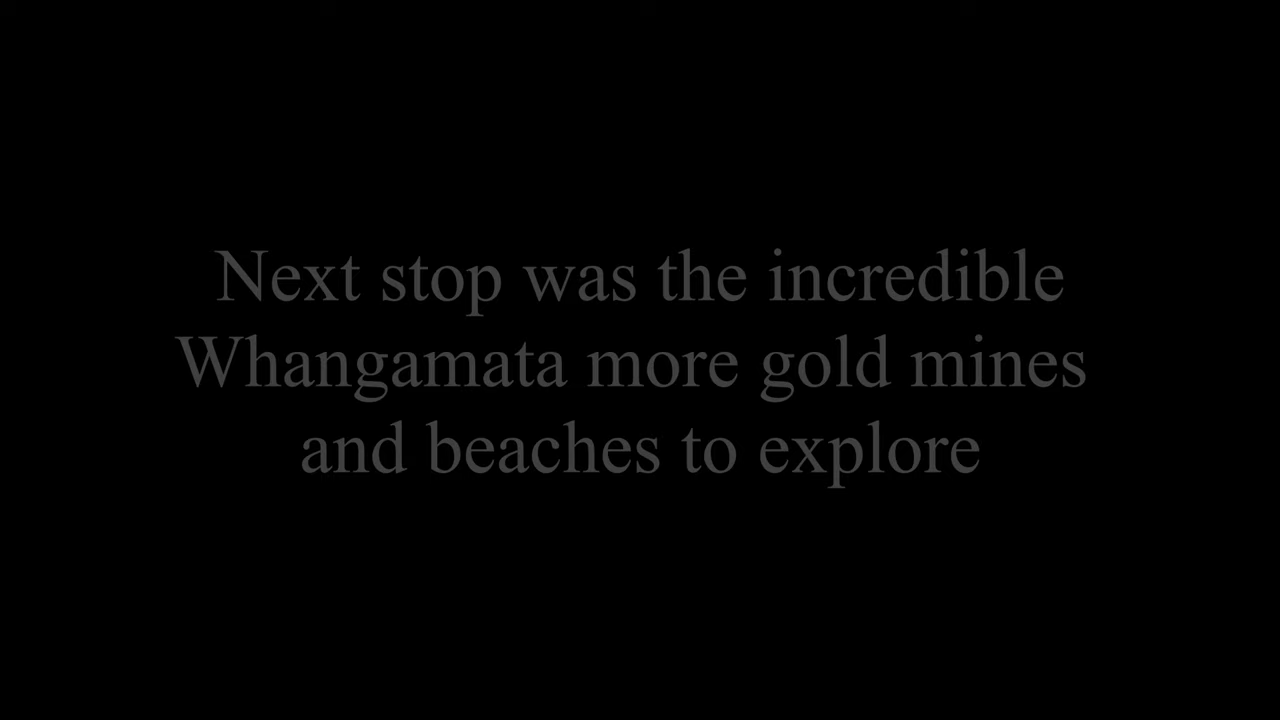 Next stop was the incredible
Whangamata more gold mines
and beaches to explore